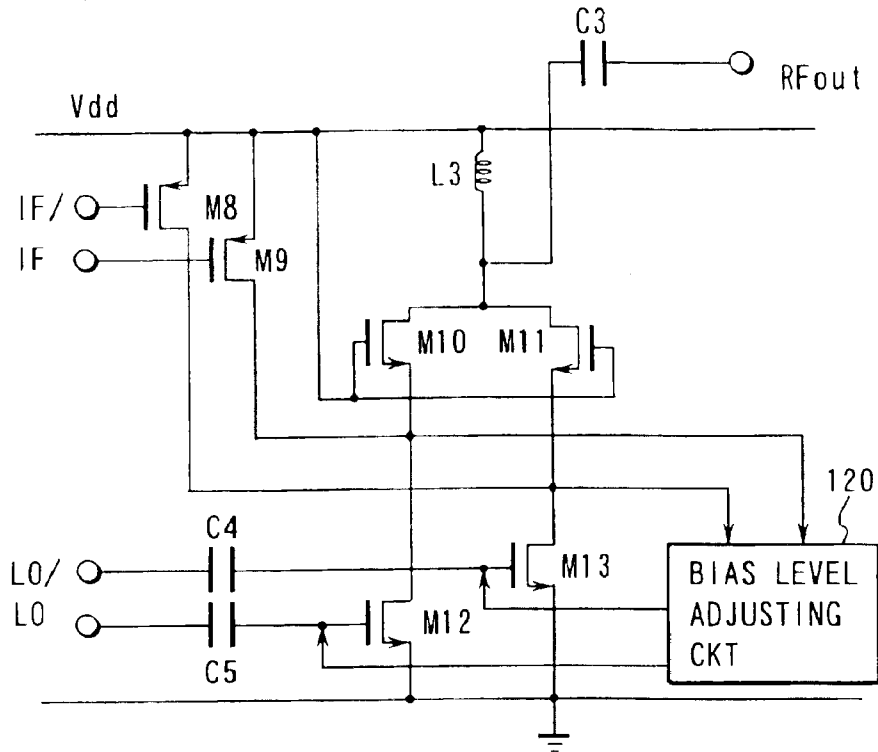 C3
RFout
Vdd
L3
IF/
M8
IF
M9
M10
M11
120
C4
LO/
M13
BIAS LEVEL
ADJUSTING
CKT
LO
M12
C5